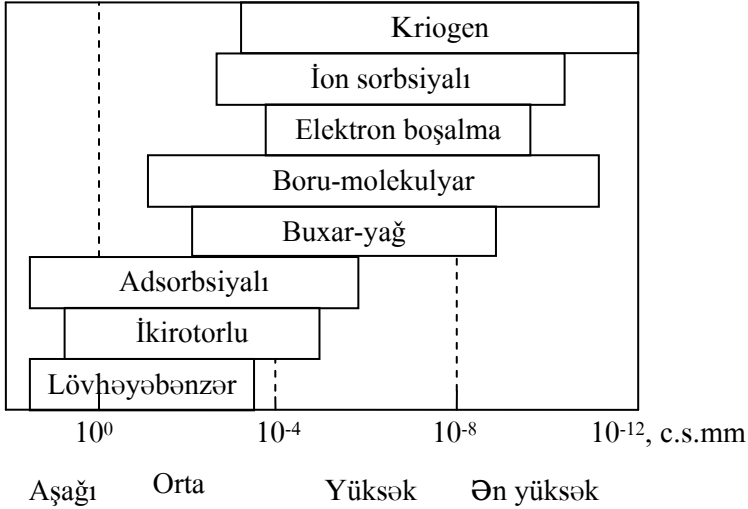 Kriogen
İon sorbsiyalı
Elektron boşalma
Boru-molekulyar
Buxar-yağ
Adsorbsiyalı
İkirotorlu
Lövhəyəbənzər
10⁰ 10⁻⁴ 10⁻⁸ 10⁻¹², c.s.mm
Aşağı Orta Yüksək Ən yüksək